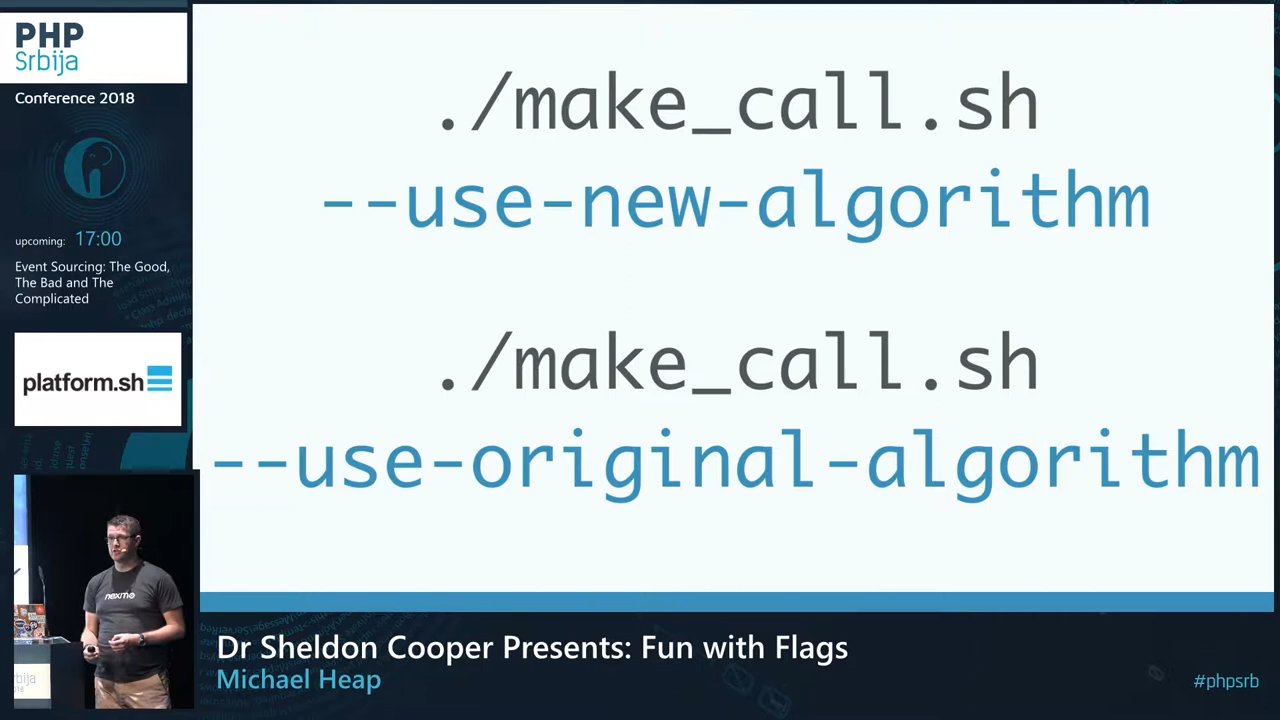 PHP
Srbija
Conference 2018
upcoming: 17:00
Event Sourcing: The Good,
The Bad and The
Complicated
platform.sh
./make_call.sh
--use-new-algorithm
./make_call.sh
--use-original-algorithm
nexmo
Dr Sheldon Cooper Presents: Fun with Flags
Michael Heap
#phpsrb